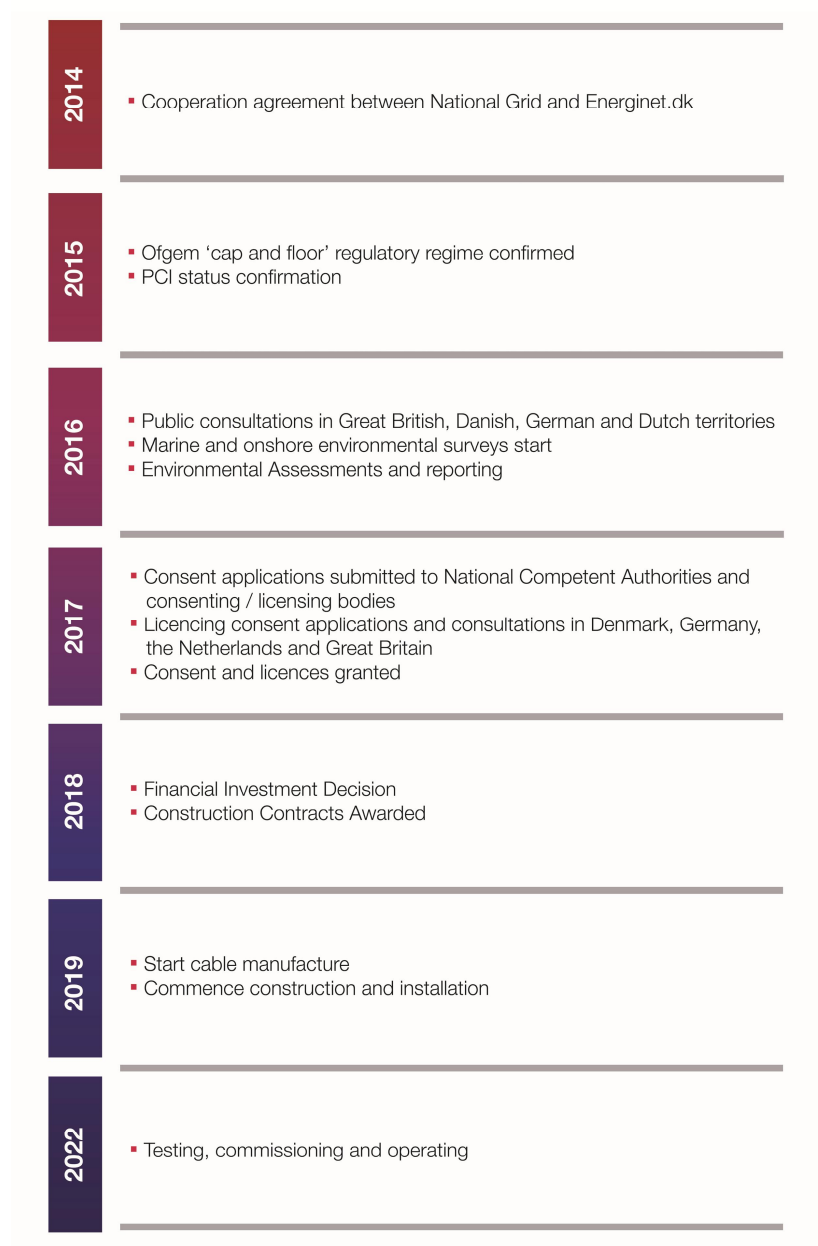 2014
▪ Cooperation agreement between National Grid and Energinet.dk
2015
▪ Ofgem ‘cap and floor’ regulatory regime confirmed
▪ PCI status confirmation
2016
▪ Public consultations in Great British, Danish, German and Dutch territories
▪ Marine and onshore environmental surveys start
▪ Environmental Assessments and reporting
2017
▪ Consent applications submitted to National Competent Authorities and
consenting / licensing bodies
▪ Licencing consent applications and consultations in Denmark, Germany,
the Netherlands and Great Britain
▪ Consent and licences granted
2018
▪ Financial Investment Decision
▪ Construction Contracts Awarded
2019
▪ Start cable manufacture
▪ Commence construction and installation
2022
▪ Testing, commissioning and operating